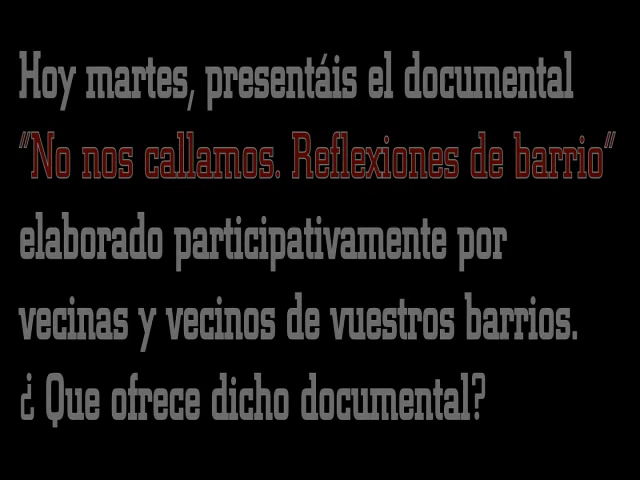 Hoy martes, presentáis el documental
"No nos callamos. Reflexiones de barrio"
elaborado participativamente por
vecinas y vecinos de vuestros barrios.
¿ Que ofrece dicho documental?